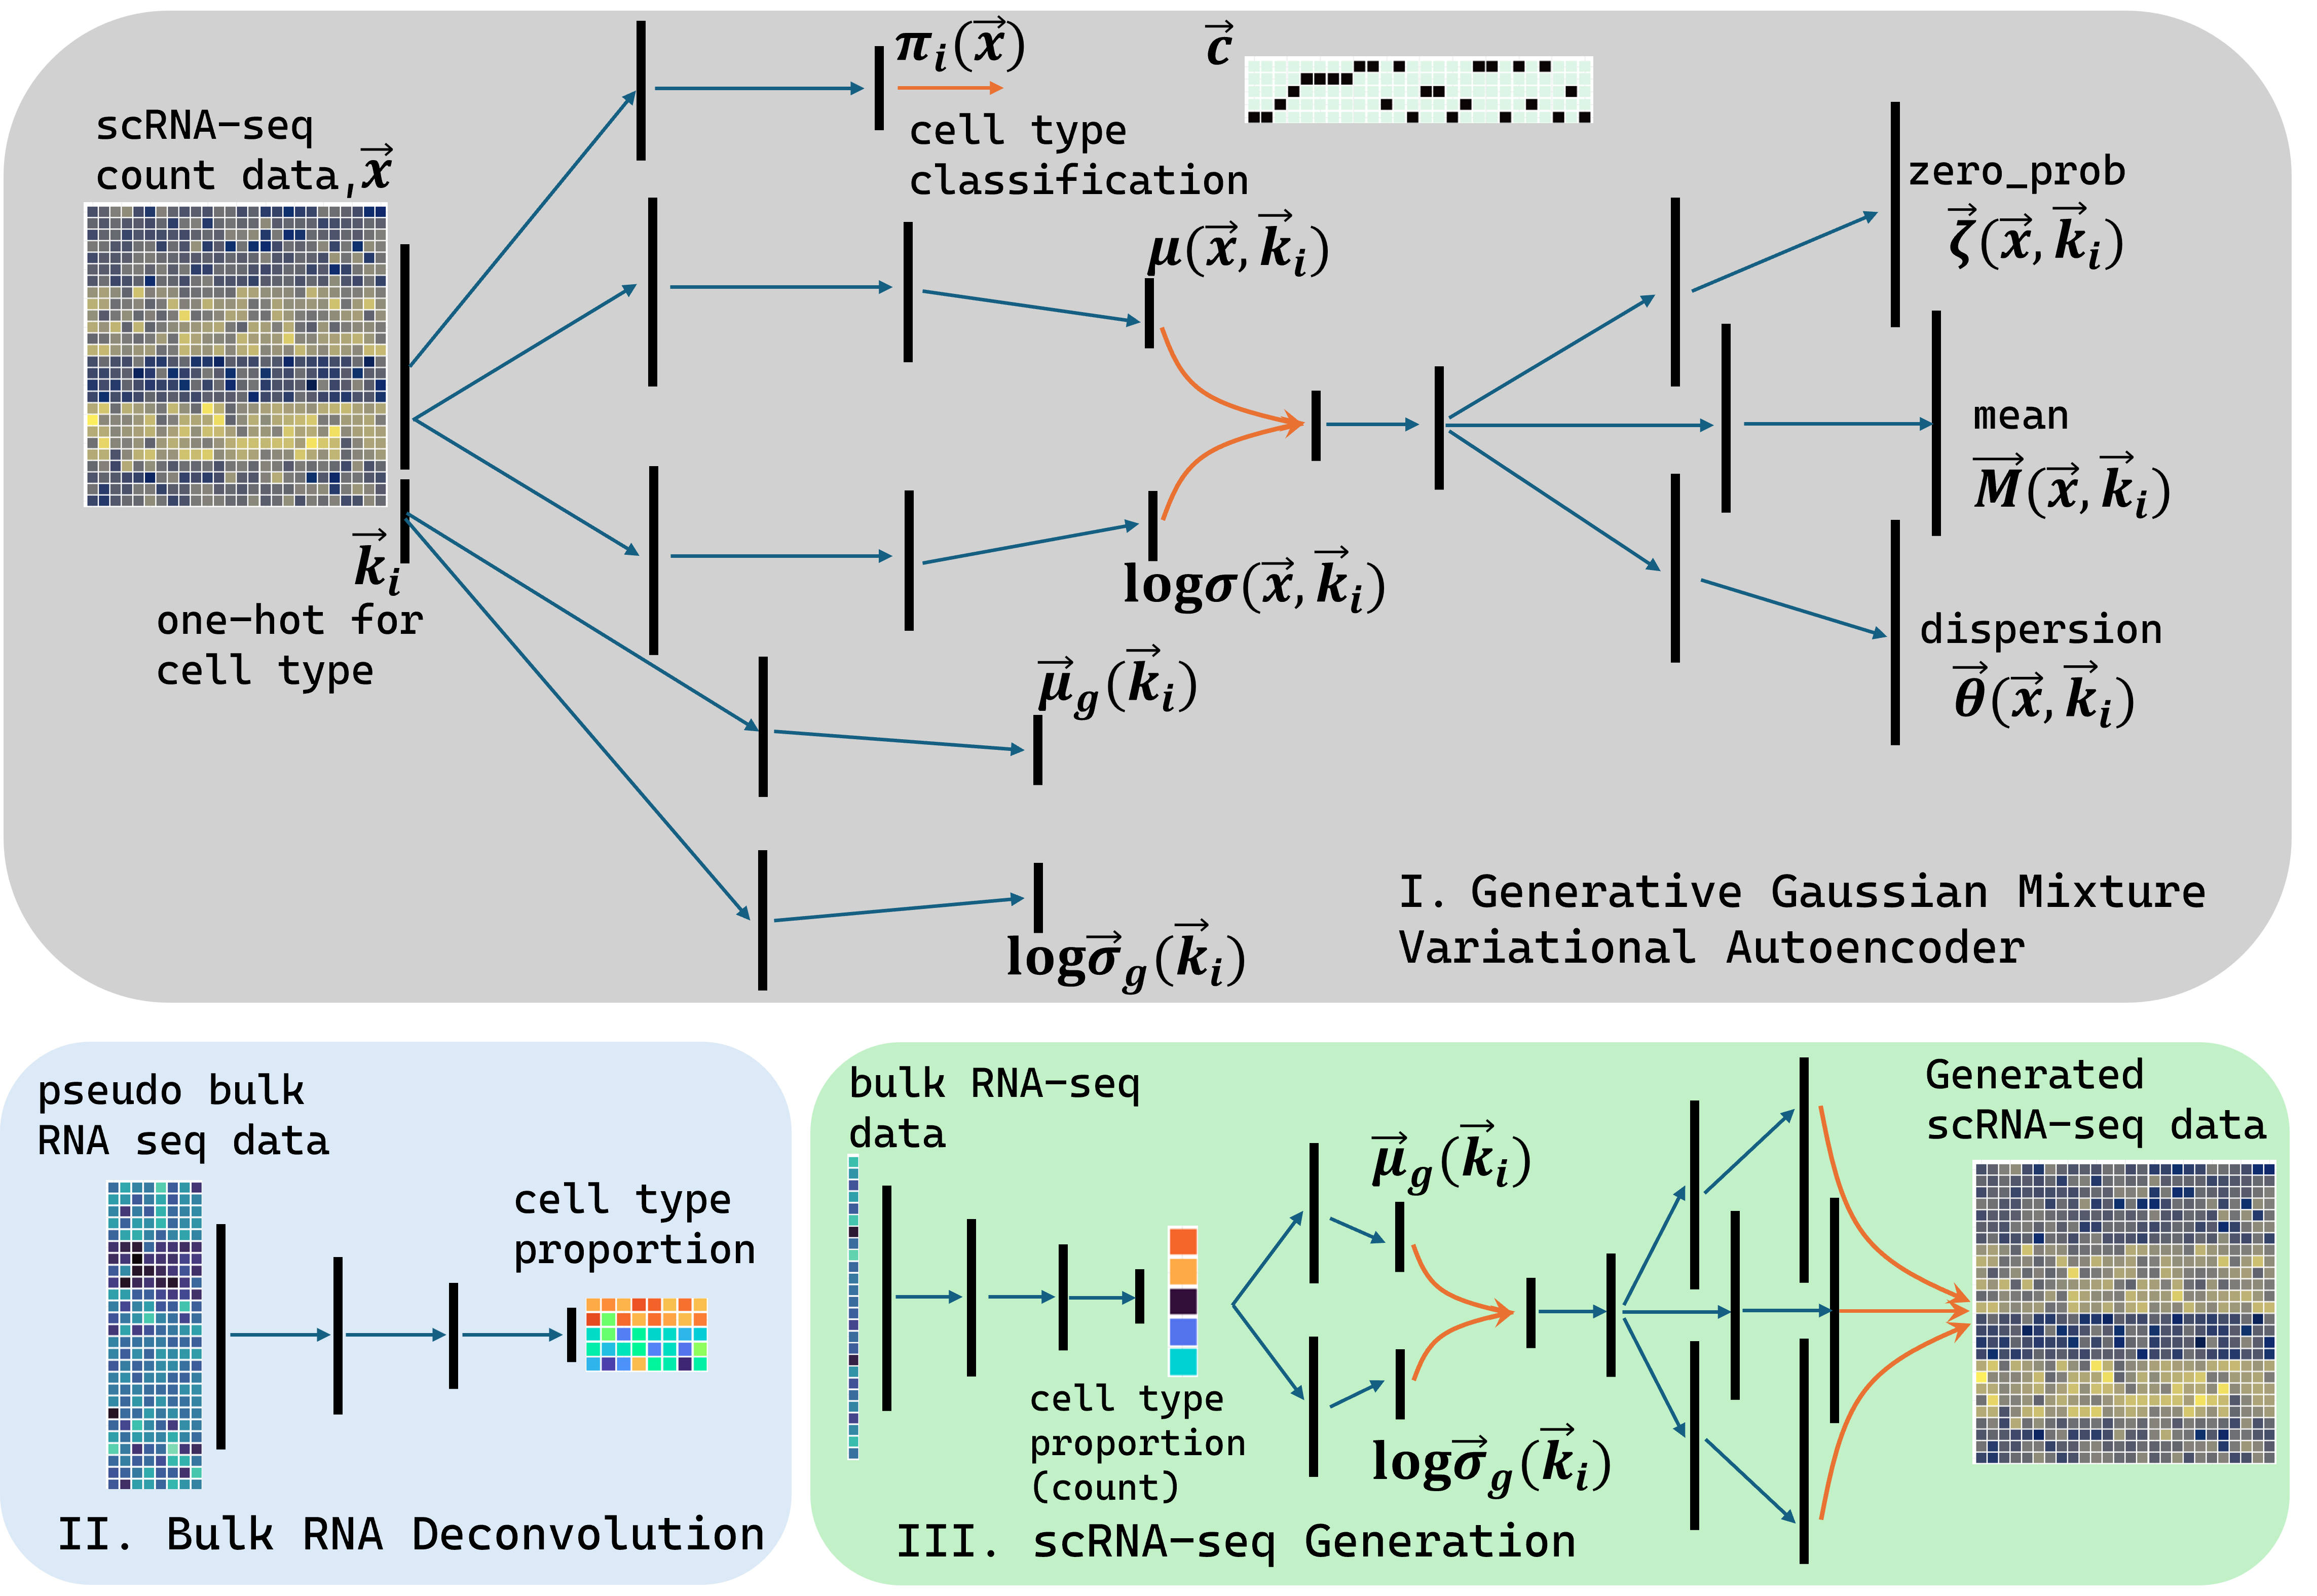 scRNA-seq
count data, $\vec{x}$
$\pi_i(\vec{x})$
cell type
classification
$\vec{c}$
zero_prob
$\vec{\zeta}(\vec{x}, \vec{k}_i)$
$\mu(\vec{x}, \vec{k}_i)$
mean
$\vec{M}(\vec{x}, \vec{k}_i)$
$\vec{k}_i$
one-hot for
cell type
$\log\sigma(\vec{x}, \vec{k}_i)$
dispersion
$\vec{\theta}(\vec{x}, \vec{k}_i)$
$\vec{\mu}_g(\vec{k}_i)$
$\log\vec{\sigma}_g(\vec{k}_i)$
I. Generative Gaussian Mixture
Variational Autoencoder
pseudo bulk
RNA seq data
cell type
proportion
II. Bulk RNA Deconvolution
bulk RNA-seq
data
cell type
proportion
(count)
$\vec{\mu}_g(\vec{k}_i)$
$\log\vec{\sigma}_g(\vec{k}_i)$
Generated
scRNA-seq data
III. scRNA-seq Generation